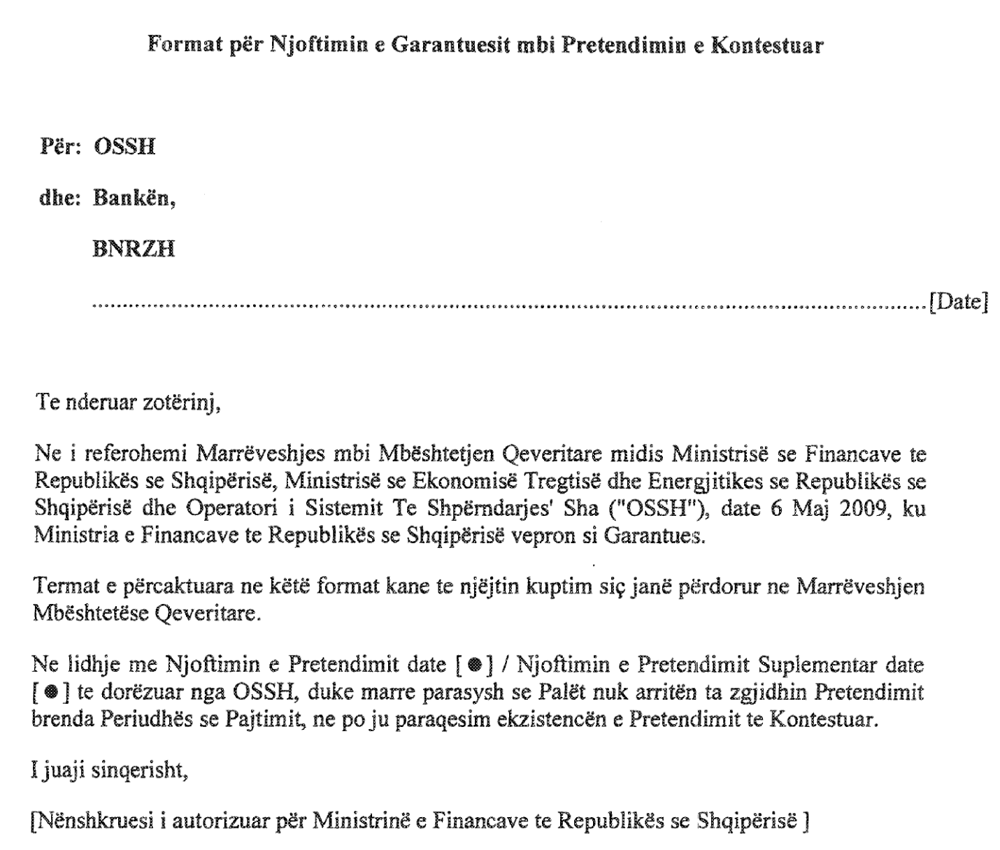 Format për Njoftimin e Garantuesit mbi Pretendimin e Kontestuar
Për: OSSH
dhe: Bankën,
BNRZH
........................................................................................................................................[Date]
Te nderuar zotërinj,
Ne i referohemi Marrëveshjes mbi Mbështetjen Qeveritare midis Ministrisë se Financave te
Republikës se Shqipërisë, Ministrisë se Ekonomisë Tregtisë dhe Energjitikes se Republikës se
Shqipërisë dhe Operatori i Sistemit Te Shpërndarjes' Sha ("OSSH"), date 6 Maj 2009, ku
Ministria e Financave te Republikës se Shqipërisë vepron si Garantues.
Termat e përcaktuara ne këtë format kane te njëjtin kuptim siç janë përdorur ne Marrëveshjen
Mbështetëse Qeveritare.
Ne lidhje me Njoftimin e Pretendimit date [●] / Njoftimin e Pretendimit Suplementar date
[●] te dorëzuar nga OSSH, duke marre parasysh se Palët nuk arritën ta zgjidhin Pretendimit
brenda Periudhës se Pajtimit, ne po ju paraqesim ekzistencën e Pretendimit te Kontestuar.
I juaji sinqerisht,
[Nënshkruesi i autorizuar për Ministrinë e Financave te Republikës se Shqipërisë ]